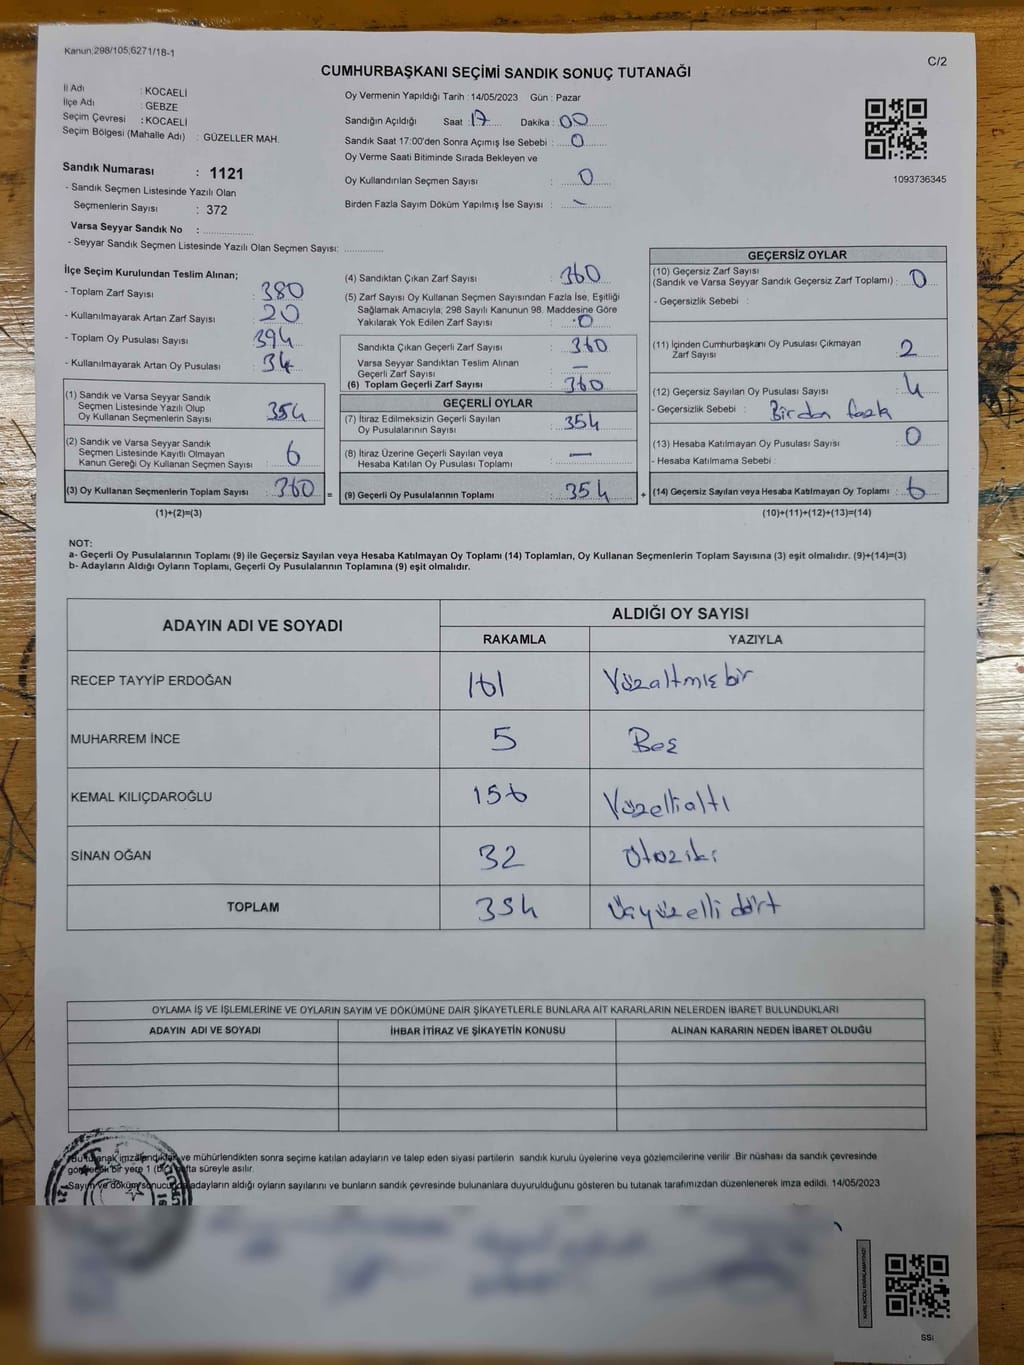 Kanun;298/105;6271/18-1
C/2
CUMHURBAŞKANI SEÇİMİ SANDIK SONUÇ TUTANAĞI
İl Adı : KOCAELİ
İlçe Adı : GEBZE
Seçim Çevresi : KOCAELİ
Seçim Bölgesi (Mahalle Adı) : GÜZELLER MAH.
Sandık Numarası : 1121
- Sandık Seçmen Listesinde Yazılı Olan
Seçmenlerin Sayısı : 372
Varsa Seyyar Sandık No :
- Seyyar Sandık Seçmen Listesinde Yazılı Olan Seçmen Sayısı:
Oy Vermenin Yapıldığı Tarih : 14/05/2023 Gün : Pazar
Sandığın Açıldığı Saat : 17 Dakika : 00
Sandık Saat 17:00'den Sonra Açımış İse Sebebi : 0
Oy Verme Saati Bitiminde Sırada Bekleyen ve
Oy Kullandırılan Seçmen Sayısı : 0
Birden Fazla Sayım Döküm Yapılmış İse Sayısı : –
1093736345
İlçe Seçim Kurulundan Teslim Alınan;
- Toplam Zarf Sayısı : 380
- Kullanılmayarak Artan Zarf Sayısı : 20
- Toplam Oy Pusulası Sayısı : 394
- Kullanılmayarak Artan Oy Pusulası : 34
(1) Sandık ve Varsa Seyyar Sandık
Seçmen Listesinde Yazılı Olup
Oy Kullanan Seçmenlerin Sayısı : 354
(2) Sandık ve Varsa Seyyar Sandık
Seçmen Listesinde Kayıtlı Olmayan
Kanun Gereği Oy Kullanan Seçmen Sayısı : 6
(3) Oy Kullanan Seçmenlerin Toplam Sayısı : 360
(1)+(2)=(3)
(4) Sandıktan Çıkan Zarf Sayısı : 360
(5) Zarf Sayısı Oy Kullanan Seçmen Sayısından Fazla İse, Eşitliği
Sağlamak Amacıyla; 298 Sayılı Kanunun 98. Maddesine Göre
Yakılarak Yok Edilen Zarf Sayısı : 0
Sandıkta Çıkan Geçerli Zarf Sayısı : 360
Varsa Seyyar Sandıktan Teslim Alınan
Geçerli Zarf Sayısı : —
(6) Toplam Geçerli Zarf Sayısı : 360
GEÇERLİ OYLAR
(7) İtiraz Edilmeksizin Geçerli Sayılan
Oy Pusulalarının Sayısı : 354
(8) İtiraz Üzerine Geçerli Sayılan veya
Hesaba Katılan Oy Pusulası Toplamı : —
= (9) Geçerli Oy Pusulalarının Toplamı : 354
GEÇERSİZ OYLAR
(10) Geçersiz Zarf Sayısı
(Sandık ve Varsa Seyyar Sandık Geçersiz Zarf Toplamı) : 0
- Geçersizlik Sebebi :
(11) İçinden Cumhurbaşkanı Oy Pusulası Çıkmayan
Zarf Sayısı 2
(12) Geçersiz Sayılan Oy Pusulası Sayısı : 4
- Geçersizlik Sebebi : Birden fazla
(13) Hesaba Katılmayan Oy Pusulası Sayısı : 0
- Hesaba Katılmama Sebebi :
+ (14) Geçersiz Sayılan veya Hesaba Katılmayan Oy Toplamı : 6
(10)+(11)+(12)+(13)=(14)
NOT:
a- Geçerli Oy Pusulalarının Toplamı (9) ile Geçersiz Sayılan veya Hesaba Katılmayan Oy Toplamı (14) Toplamları, Oy Kullanan Seçmenlerin Toplam Sayısına (3) eşit olmalıdır. (9)+(14)=(3)
b- Adayların Aldığı Oyların Toplamı, Geçerli Oy Pusulalarının Toplamına (9) eşit olmalıdır.
ADAYIN ADI VE SOYADI
ALDIĞI OY SAYISI
RAKAMLA YAZIYLA
RECEP TAYYİP ERDOĞAN 161 Yüzaltmışbir
MUHARREM İNCE 5 Beş
KEMAL KILIÇDAROĞLU 156 Yüzellialtı
SİNAN OĞAN 32 Otuziki
TOPLAM 354 Üçyüzelli dört
OYLAMA İŞ VE İŞLEMLERİNE VE OYLARIN SAYIM VE DÖKÜMÜNE DAİR ŞİKAYETLERLE BUNLARA AİT KARARLARIN NELERDEN İBARET BULUNDUKLARI
ADAYIN ADI VE SOYADI İHBAR İTİRAZ VE ŞİKAYETİN KONUSU ALINAN KARARIN NEDEN İBARET OLDUĞU
ve mühürlendikten sonra seçime katılan adayların ve talep eden siyasi partilerin sandık kurulu üyelerine veya gözlemcilerine verilir. Bir nüshası da sandık çevresinde
bir yere 1 hafta süreyle asılır.
adayların aldığı oyların sayılarını ve bunların sandık çevresinde bulunanlara duyurulduğunu gösteren bu tutanak tarafımızdan düzenlenerek imza edildi. 14/05/2023
SSi